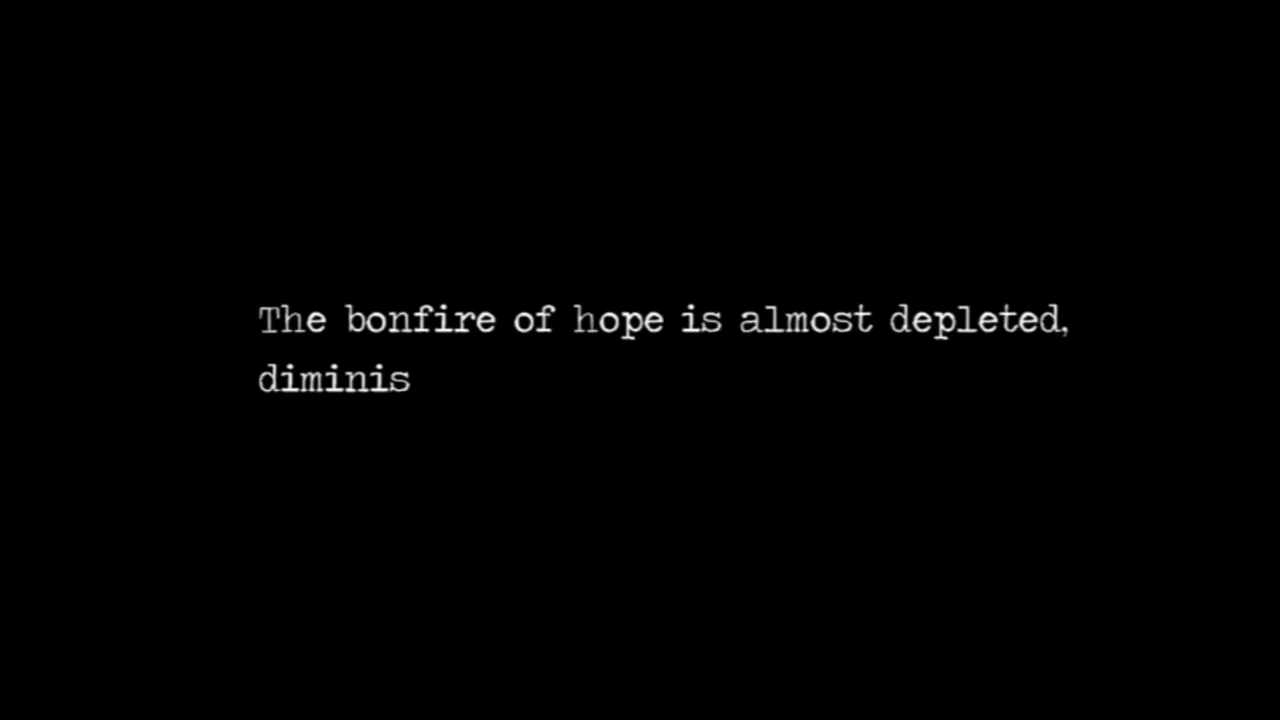 The bonfire of hope is almost depleted,
diminis